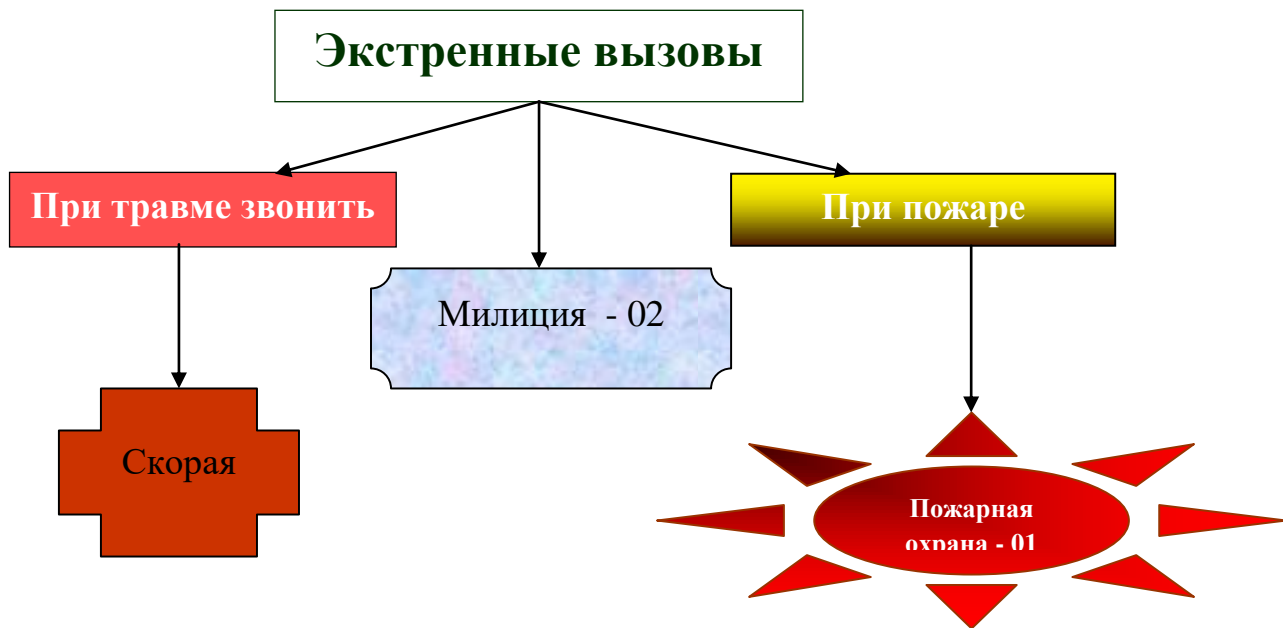 Экстренные вызовы
При травме звонить
При пожаре
Милиция - 02
Скорая
Пожарная
охрана - 01